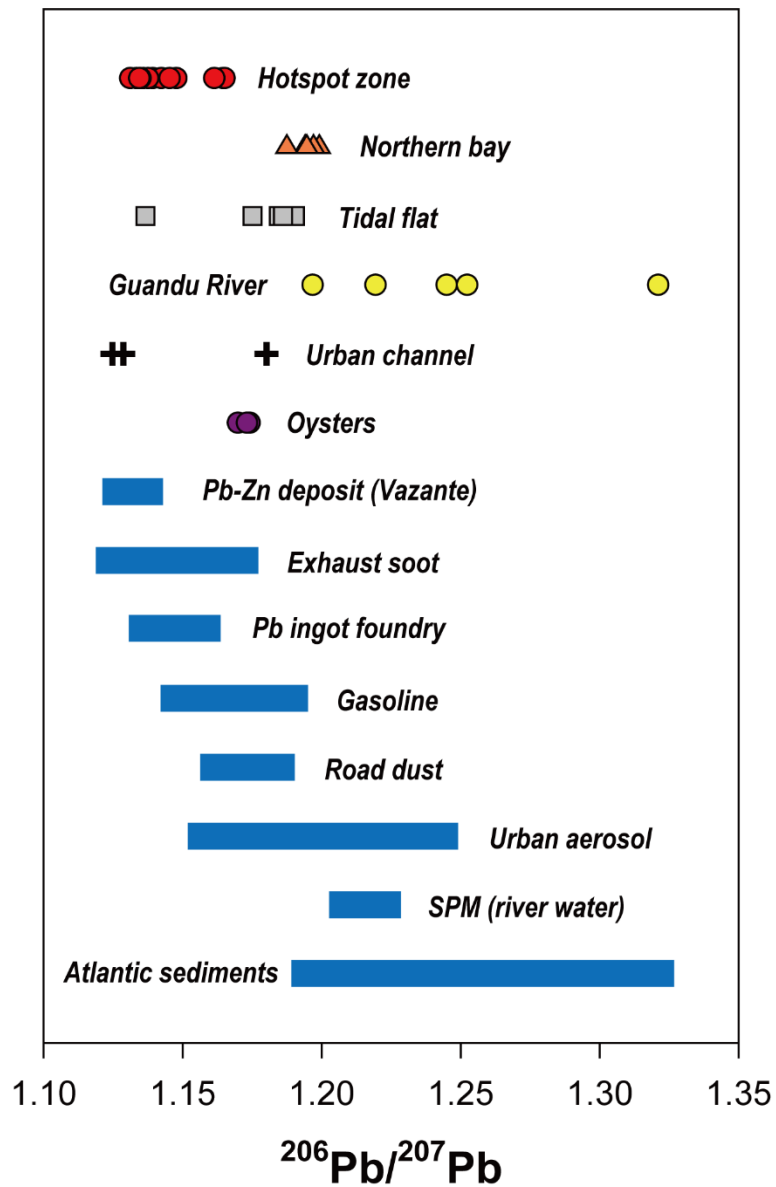 Hotspot zone
Northern bay
Tidal flat
Guandu River
Urban channel
Oysters
Pb-Zn deposit (Vazante)
Exhaust soot
Pb ingot foundry
Gasoline
Road dust
Urban aerosol
SPM (river water)
Atlantic sediments
1.10 1.15 1.20 1.25 1.30 1.35
²⁰⁶Pb/²⁰⁷Pb